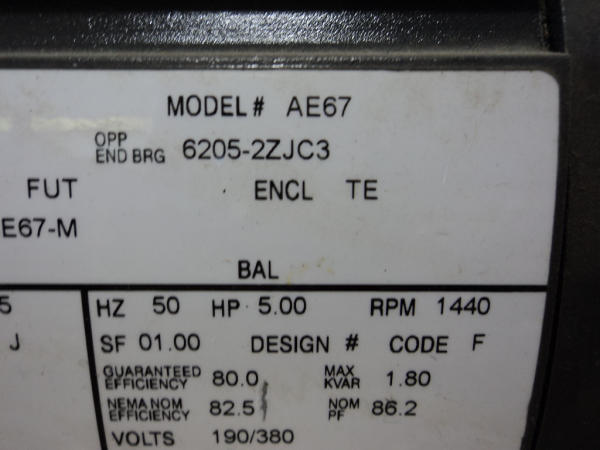 MODEL# AE67
OPP END BRG 6205-2ZJC3
FUT ENCL TE
E67-M
BAL
5 HZ 50 HP 5.00 RPM 1440
J SF 01.00 DESIGN # CODE F
GUARANTEED EFFICIENCY 80.0 MAX KVAR 1.80
NEMA NOM EFFICIENCY 82.5 NOM PF 86.2
VOLTS 190/380